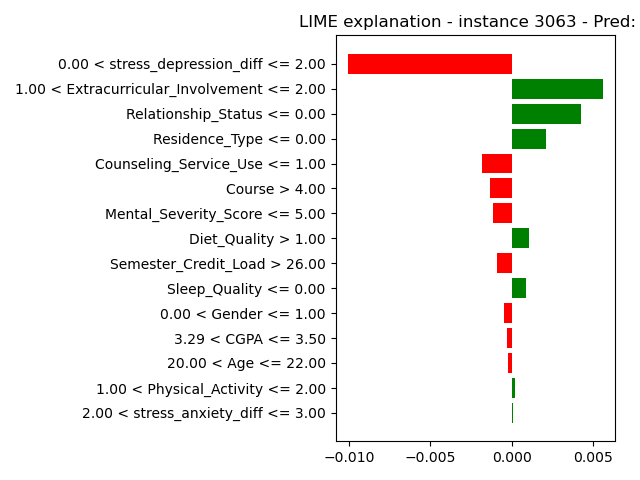 LIME explanation - instance 3063 - Pred:
0.00 < stress_depression_diff <= 2.00
1.00 < Extracurricular_Involvement <= 2.00
Relationship_Status <= 0.00
Residence_Type <= 0.00
Counseling_Service_Use <= 1.00
Course > 4.00
Mental_Severity_Score <= 5.00
Diet_Quality > 1.00
Semester_Credit_Load > 26.00
Sleep_Quality <= 0.00
0.00 < Gender <= 1.00
3.29 < CGPA <= 3.50
20.00 < Age <= 22.00
1.00 < Physical_Activity <= 2.00
2.00 < stress_anxiety_diff <= 3.00
−0.010 −0.005 0.000 0.005